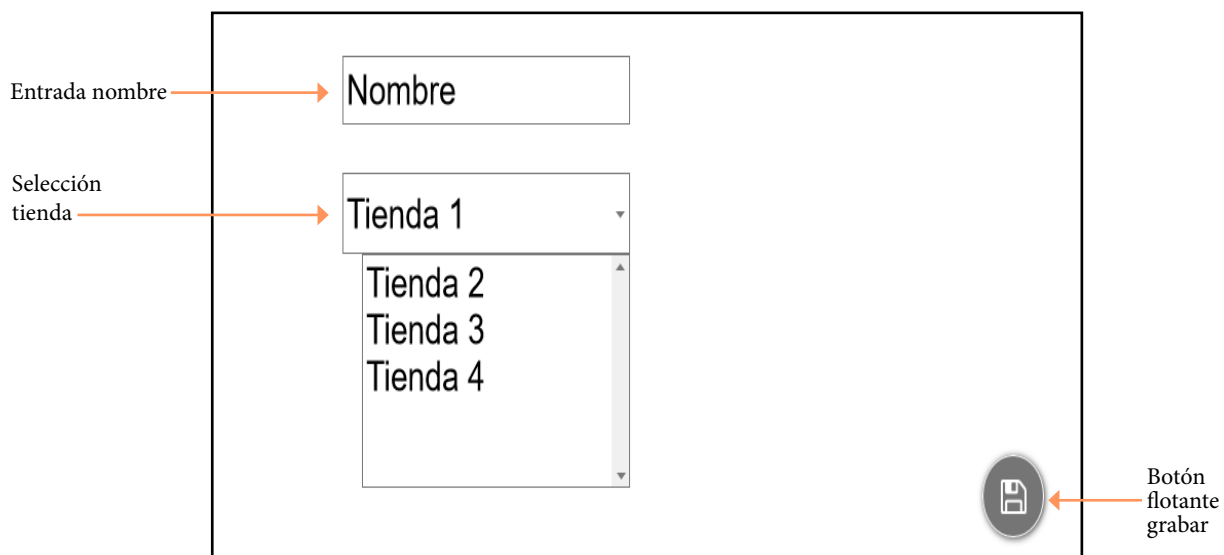 Entrada nombre
Nombre
Selección
tienda
Tienda 1
Tienda 2
Tienda 3
Tienda 4
Botón
flotante
grabar